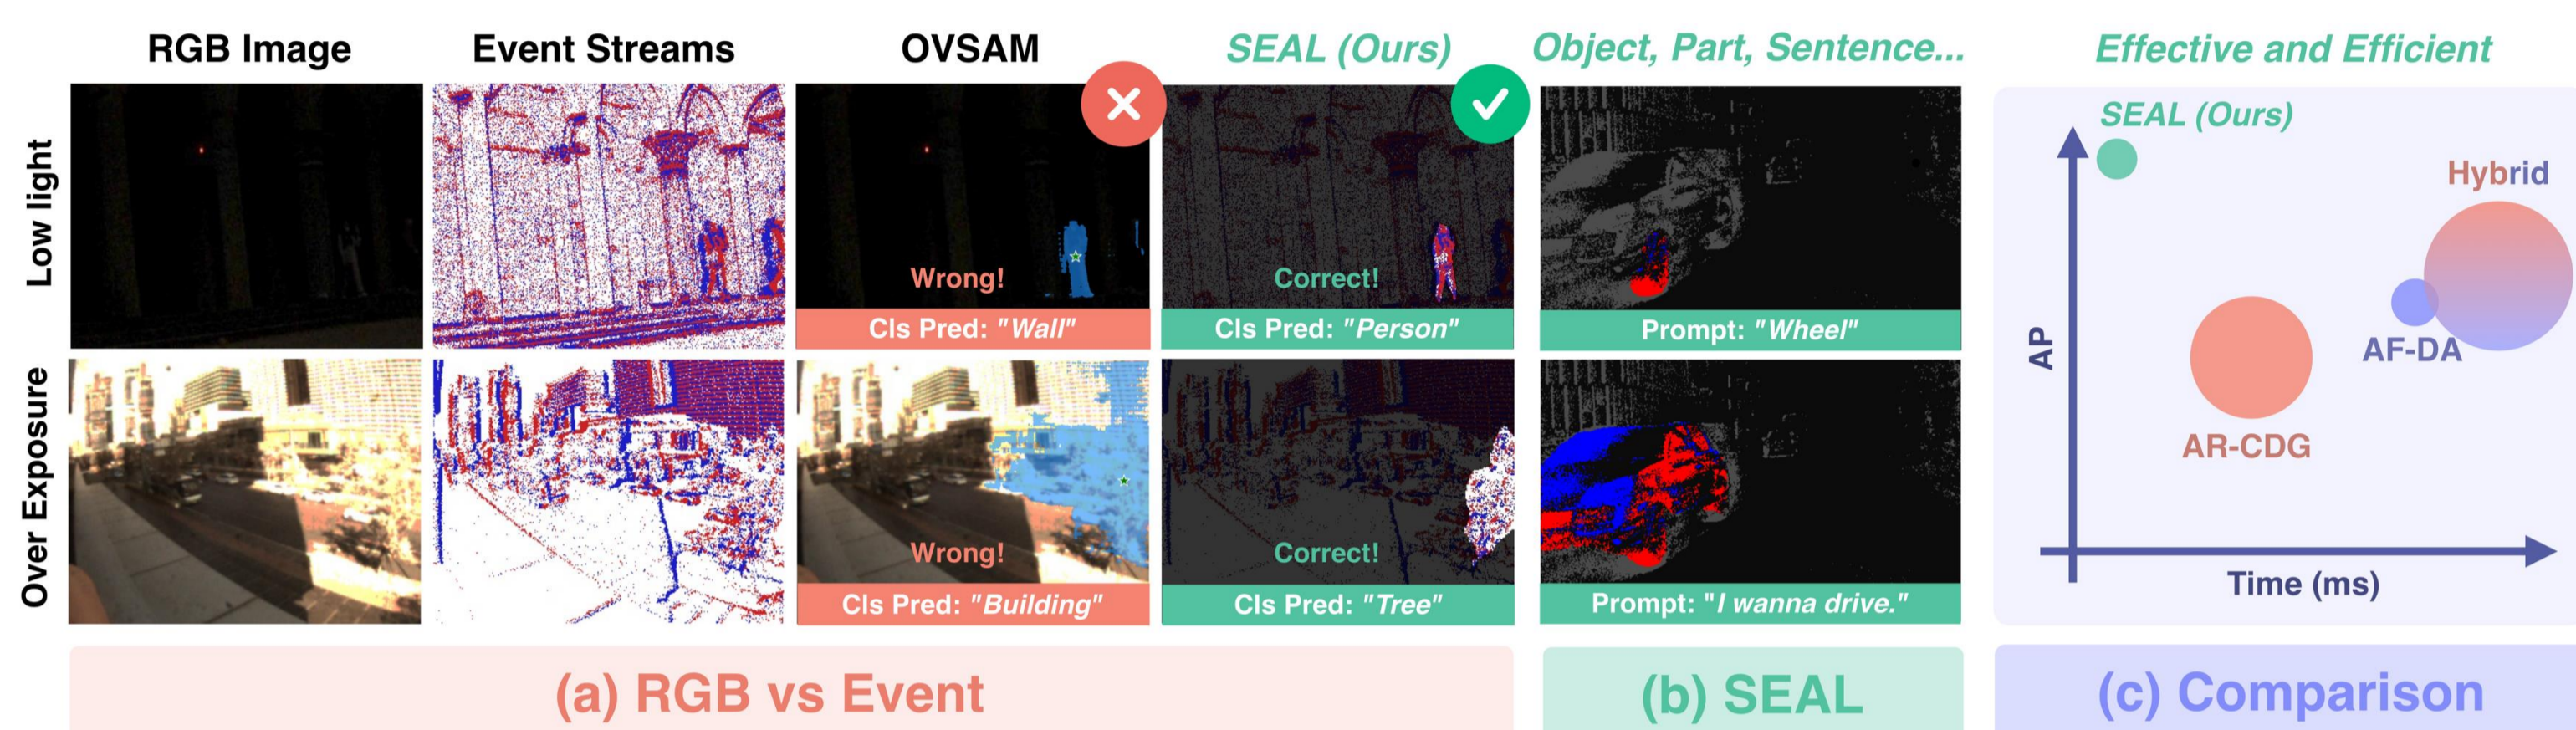 RGB Image
Event Streams
OVSAM
SEAL (Ours)
Object, Part, Sentence...
Effective and Efficient
Low light
Wrong!
Cls Pred: "Wall"
Correct!
Cls Pred: "Person"
Prompt: "Wheel"
Over Exposure
Wrong!
Cls Pred: "Building"
Correct!
Cls Pred: "Tree"
Prompt: "I wanna drive."
SEAL (Ours)
Hybrid
AF-DA
AR-CDG
AP
Time (ms)
(a) RGB vs Event
(b) SEAL
(c) Comparison